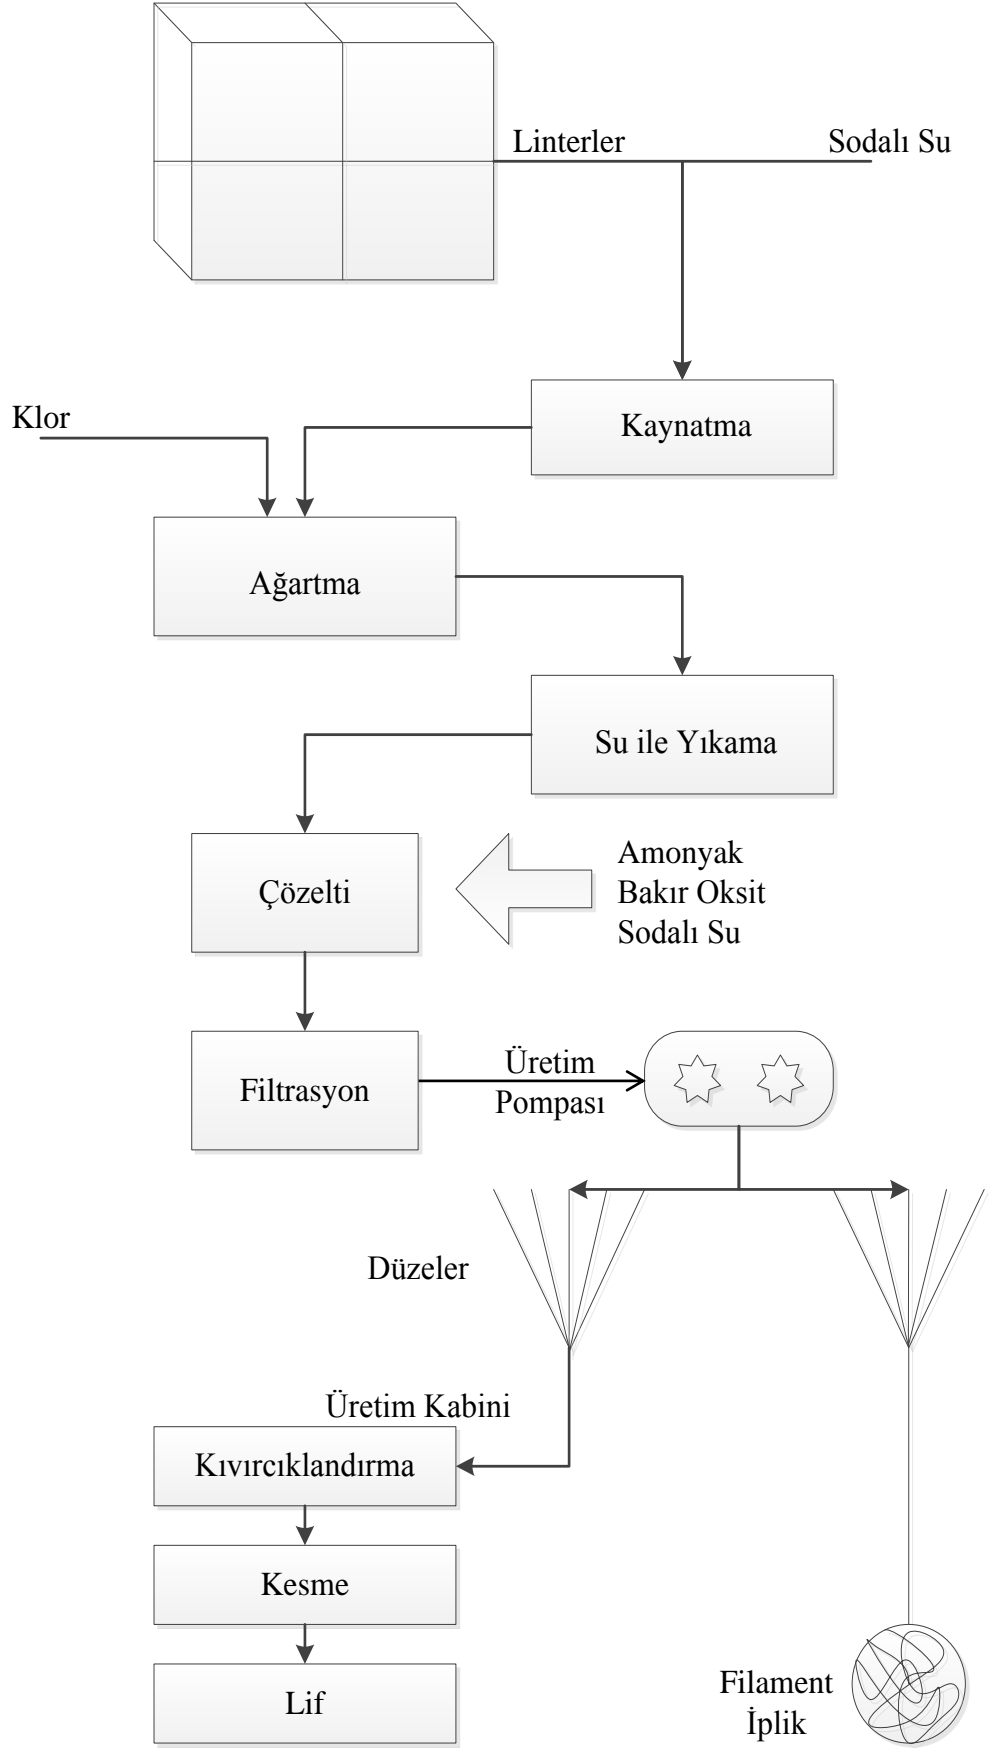 Linterler
Sodalı Su
Klor
Kaynatma
Ağartma
Su ile Yıkama
Çözelti
Amonyak
Bakır Oksit
Sodalı Su
Filtrasyon
Üretim
Pompası
Düzeler
Üretim Kabini
Kıvırcıklandırma
Kesme
Lif
Filament
İplik